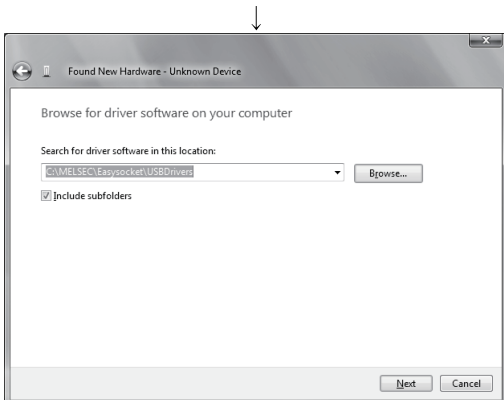 Found New Hardware - Unknown Device
Browse for driver software on your computer
Search for driver software in this location:
C:\MELSEC\Easysocket\USBDrivers
Browse...
Include subfolders
Next
Cancel